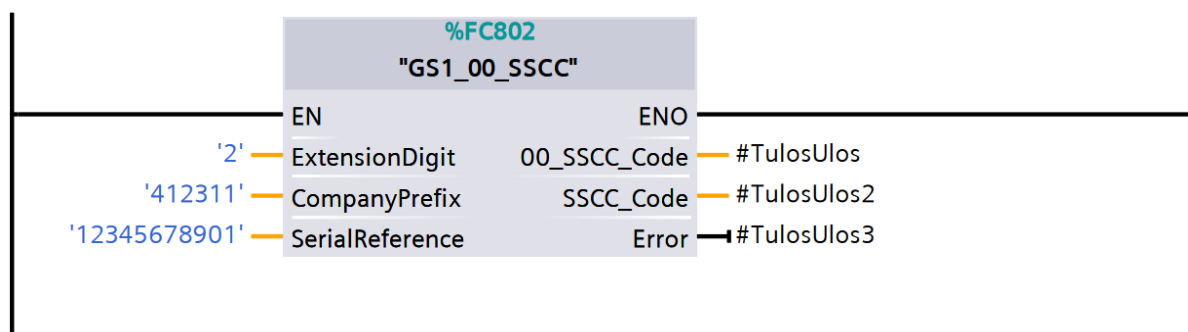 %FC802
"GS1_00_SSCC"
EN ENO
'2' ExtensionDigit 00_SSCC_Code #TulosUlos
'412311' CompanyPrefix SSCC_Code #TulosUlos2
'12345678901' SerialReference Error #TulosUlos3